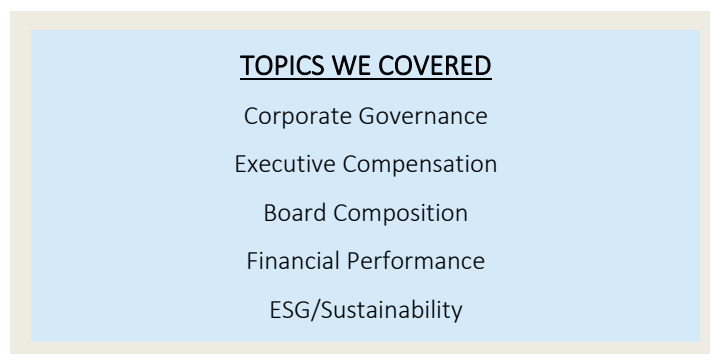 TOPICS WE COVERED
Corporate Governance
Executive Compensation
Board Composition
Financial Performance
ESG/Sustainability